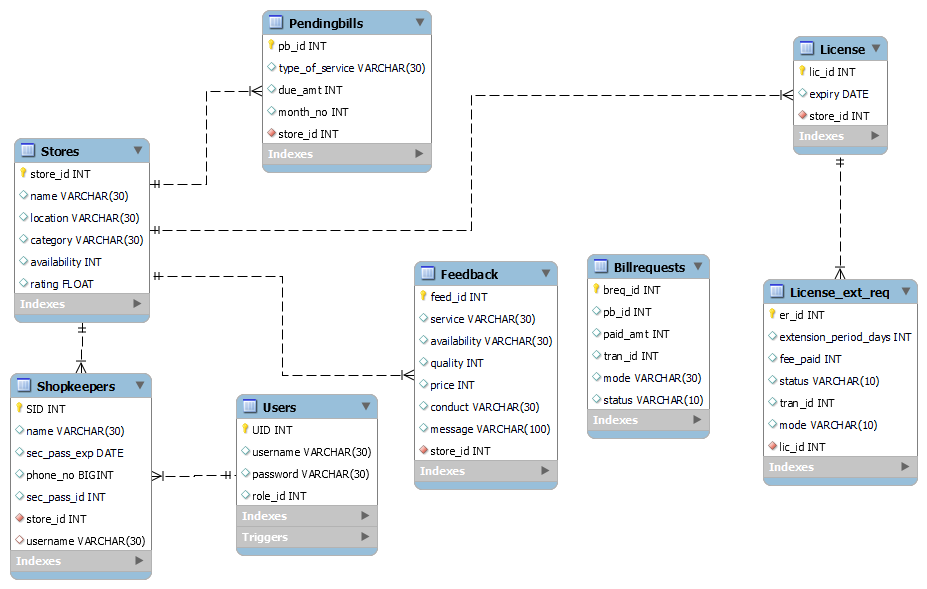 Pendingbills
pb_id INT
type_of_service VARCHAR(30)
due_amt INT
month_no INT
store_id INT
Indexes
License
lic_id INT
expiry DATE
store_id INT
Indexes
Stores
store_id INT
name VARCHAR(30)
location VARCHAR(30)
category VARCHAR(30)
availability INT
rating FLOAT
Indexes
Feedback
feed_id INT
service VARCHAR(30)
availability VARCHAR(30)
quality INT
price INT
conduct VARCHAR(30)
message VARCHAR(100)
store_id INT
Indexes
Billrequests
breq_id INT
pb_id INT
paid_amt INT
tran_id INT
mode VARCHAR(30)
status VARCHAR(10)
Indexes
License_ext_req
er_id INT
extension_period_days INT
fee_paid INT
status VARCHAR(10)
tran_id INT
mode VARCHAR(10)
lic_id INT
Indexes
Shopkeepers
SID INT
name VARCHAR(30)
sec_pass_exp DATE
phone_no BIGINT
sec_pass_id INT
store_id INT
username VARCHAR(30)
Indexes
Users
UID INT
username VARCHAR(30)
password VARCHAR(30)
role_id INT
Indexes
Triggers